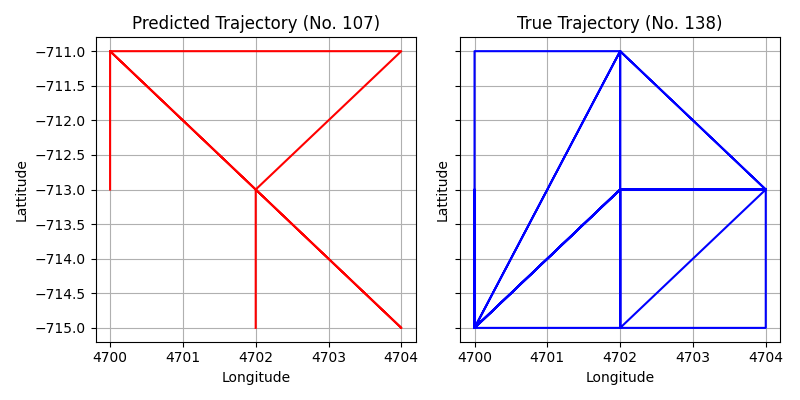 Predicted Trajectory (No. 107)
True Trajectory (No. 138)
−711.0
−711.5
−712.0
−712.5
−713.0
−713.5
−714.0
−714.5
−715.0
Lattitude
Lattitude
4700 4701 4702 4703 4704
4700 4701 4702 4703 4704
Longitude
Longitude